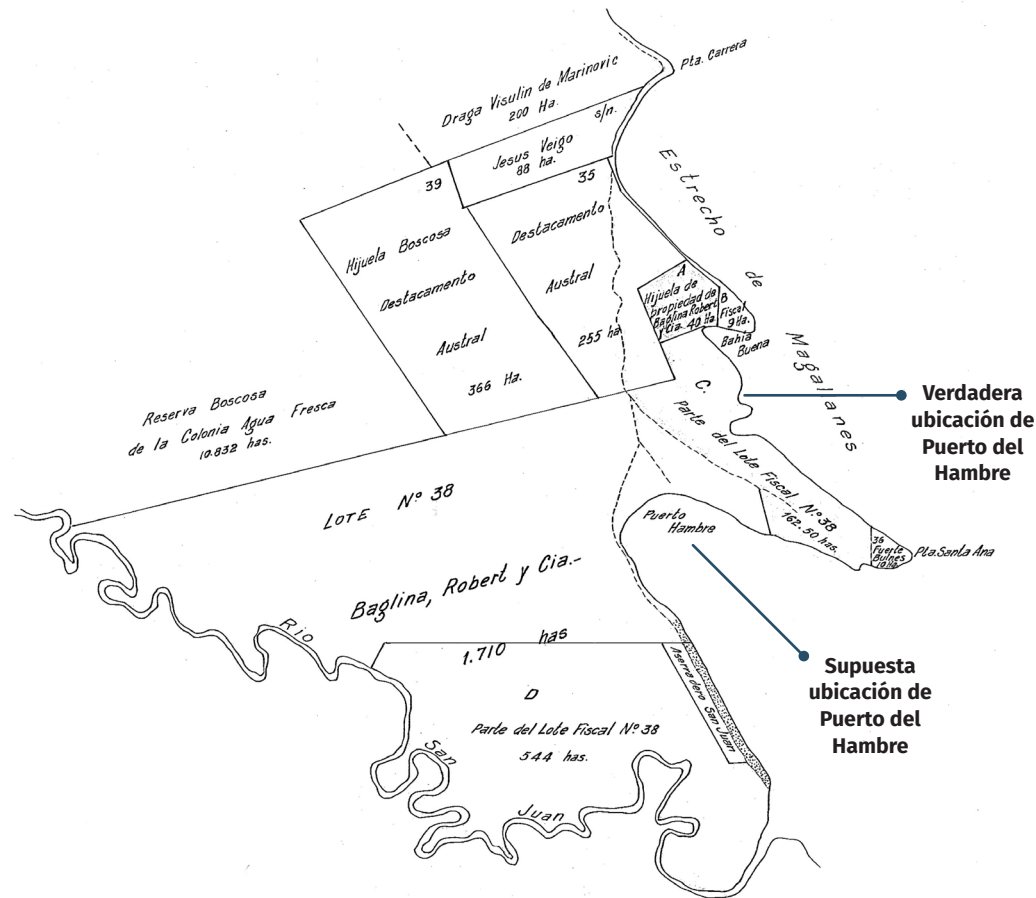 Pta. Carrera
Draga Visulin de Marinovic
200 Ha.
s/n.
Jesus Veigo
88 ha.
39
35
Estrecho
de
Magallanes
Hijuela Boscosa
Destacamento
Austral
366 Ha.
Destacamento
Austral
255 ha
A
Hijuela de
propiedad de
Baglina Robert
y Cia. 40 Ha.
B
Fiscal
9 Ha.
Bahia
Buena
C.
Parte del Lote Fiscal Nº 38
162.50 has.
Verdadera
ubicación de
Puerto del
Hambre
Reserva Boscosa
de la Colonia Agua Fresca
10.832 has.
LOTE Nº 38
Puerto
Hambre
36
Fuerte
Bulnes
10 Ha.
Pta. Santa Ana
Baglina, Robert y Cia.-
1.710 has
Rio
San
Juan
D
Parte del Lote Fiscal Nº 38
544 has.
Aserradero San Juan
Supuesta
ubicación de
Puerto del
Hambre